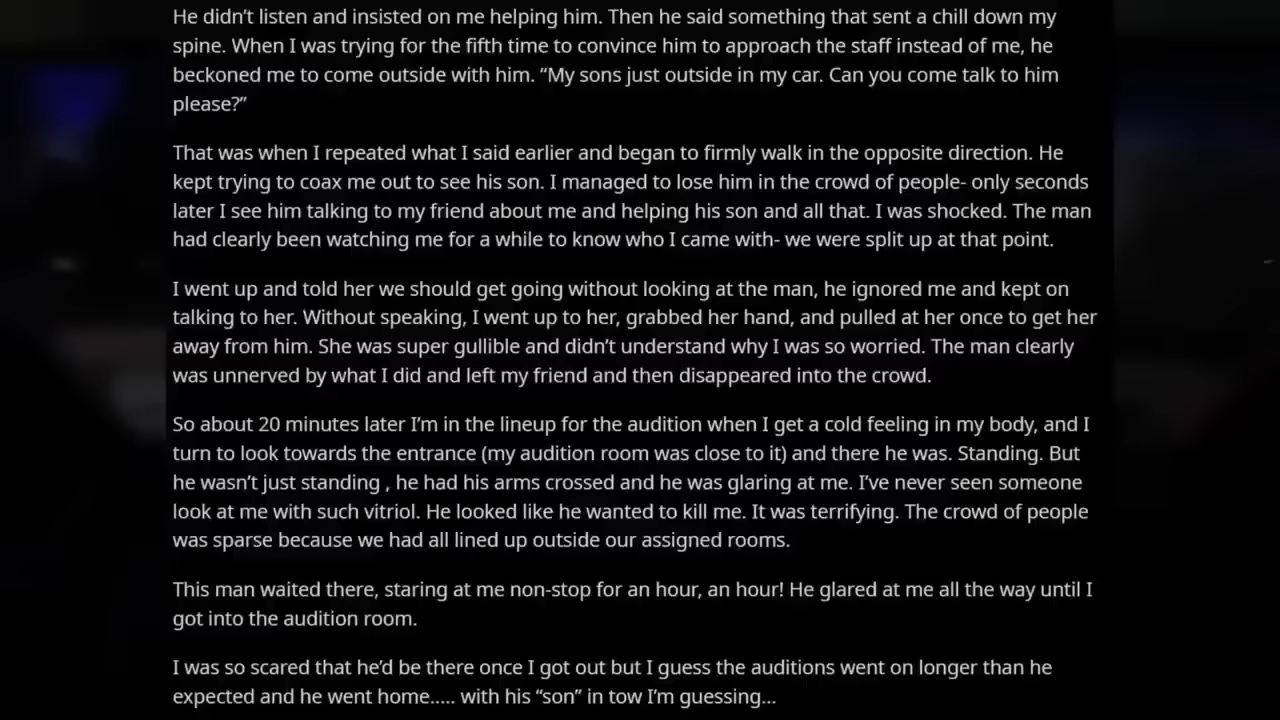 He didn’t listen and insisted on me helping him. Then he said something that sent a chill down my
spine. When I was trying for the fifth time to convince him to approach the staff instead of me, he
beckoned me to come outside with him. “My sons just outside in my car. Can you come talk to him
please?”
That was when I repeated what I said earlier and began to firmly walk in the opposite direction. He
kept trying to coax me out to see his son. I managed to lose him in the crowd of people- only seconds
later I see him talking to my friend about me and helping his son and all that. I was shocked. The man
had clearly been watching me for a while to know who I came with- we were split up at that point.
I went up and told her we should get going without looking at the man, he ignored me and kept on
talking to her. Without speaking, I went up to her, grabbed her hand, and pulled at her once to get her
away from him. She was super gullible and didn’t understand why I was so worried. The man clearly
was unnerved by what I did and left my friend and then disappeared into the crowd.
So about 20 minutes later I’m in the lineup for the audition when I get a cold feeling in my body, and I
turn to look towards the entrance (my audition room was close to it) and there he was. Standing. But
he wasn’t just standing , he had his arms crossed and he was glaring at me. I’ve never seen someone
look at me with such vitriol. He looked like he wanted to kill me. It was terrifying. The crowd of people
was sparse because we had all lined up outside our assigned rooms.
This man waited there, staring at me non-stop for an hour, an hour! He glared at me all the way until I
got into the audition room.
I was so scared that he’d be there once I got out but I guess the auditions went on longer than he
expected and he went home..... with his “son” in tow I’m guessing...